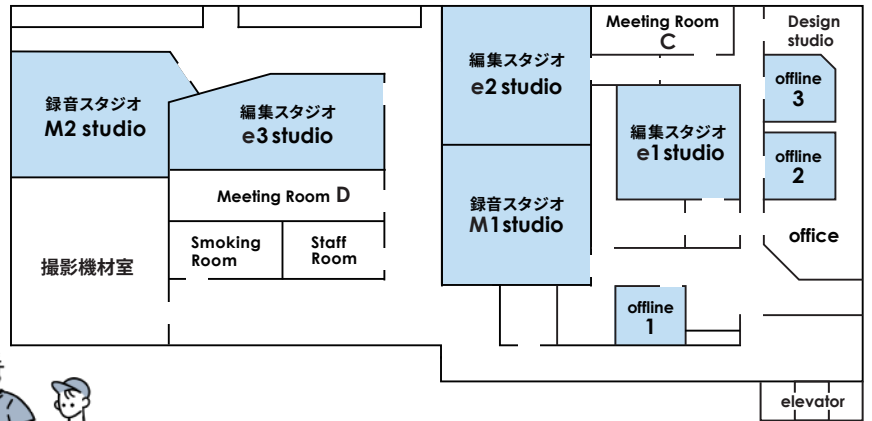 録音スタジオ
M2 studio
編集スタジオ
e3 studio
Meeting Room D
Smoking
Room
Staff
Room
撮影機材室
編集スタジオ
e2 studio
録音スタジオ
M1 studio
Meeting Room
C
編集スタジオ
e1 studio
Design
studio
offline
3
offline
2
office
offline
1
elevator